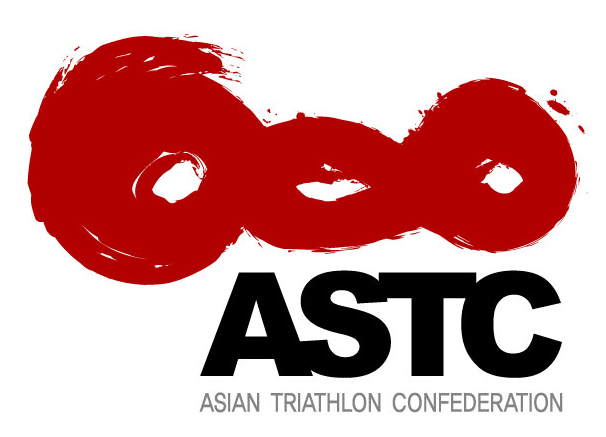 ASTC
ASIAN TRIATHLON CONFEDERATION